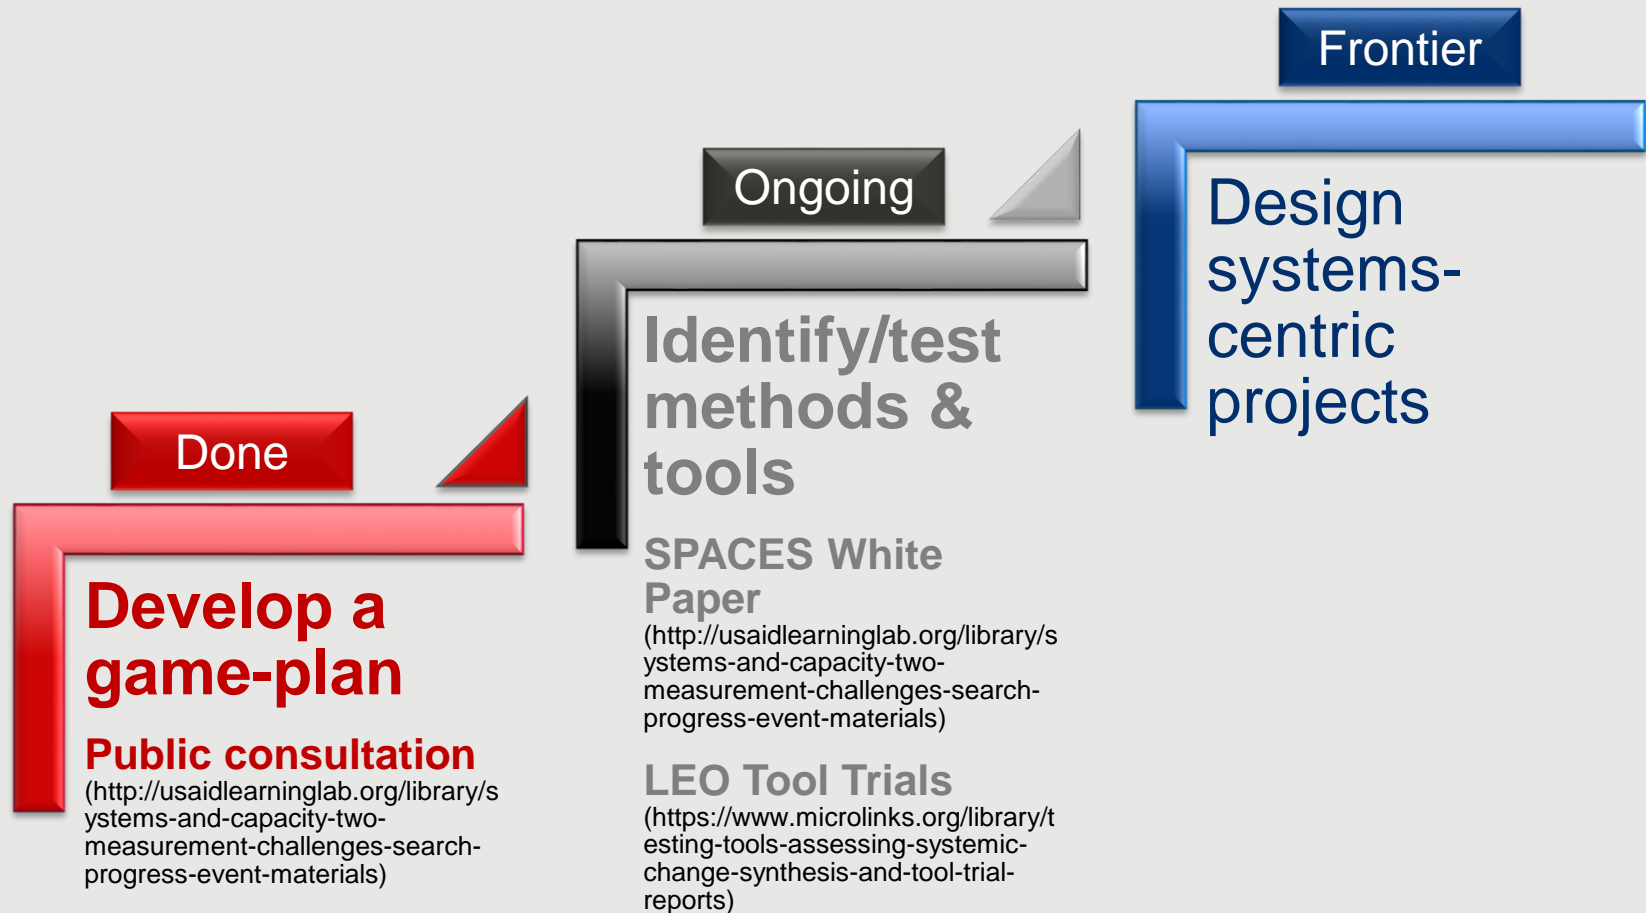 Done
Develop a
game-plan
Public consultation
(http://usaidlearninglab.org/library/s
ystems-and-capacity-two-
measurement-challenges-search-
progress-event-materials)
Ongoing
Identify/test
methods &
tools
SPACES White
Paper
(http://usaidlearninglab.org/library/s
ystems-and-capacity-two-
measurement-challenges-search-
progress-event-materials)
LEO Tool Trials
(https://www.microlinks.org/library/t
esting-tools-assessing-systemic-
change-synthesis-and-tool-trial-
reports)
Frontier
Design
systems-
centric
projects